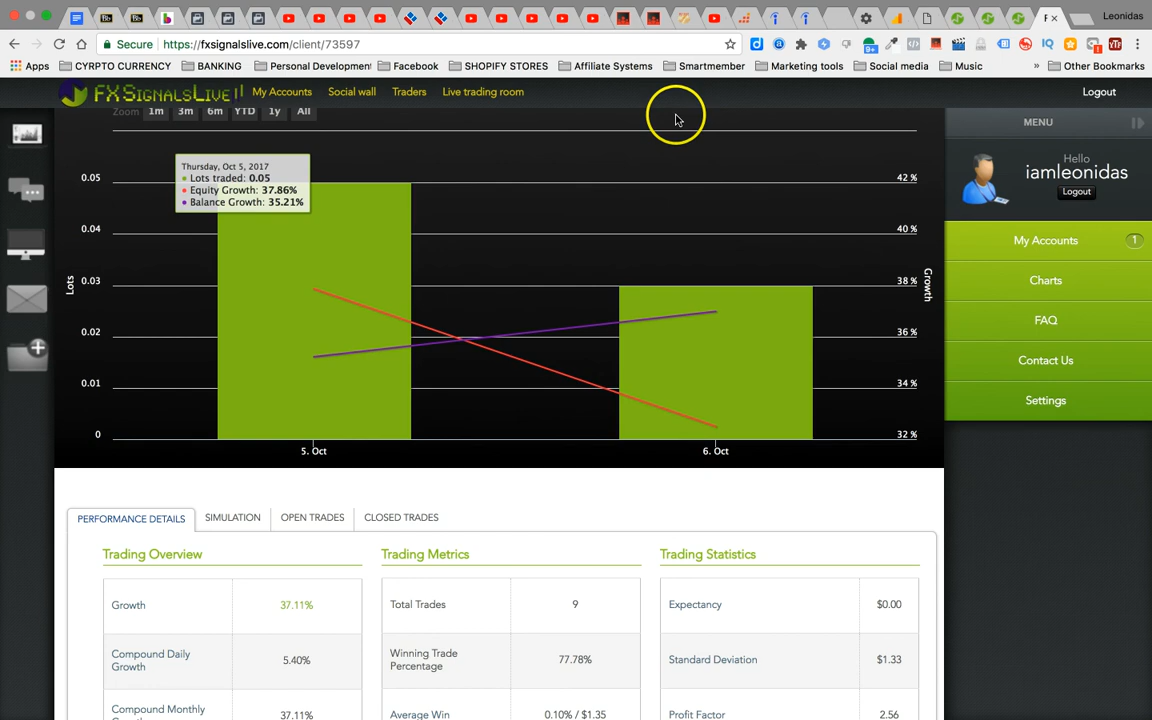 Leonidas
Secure
https://fxsignalslive.com/client/73597
Apps
CYRPTO CURRENCY
BANKING
Personal Development
Facebook
SHOPIFY STORES
Affiliate Systems
Smartmember
Marketing tools
Social media
Music
»
Other Bookmarks
FXSignalsLive
My Accounts
Social wall
Traders
Live trading room
Logout
Zoom 1m 3m 6m YTD 1y All
MENU
Hello
iamleonidas
Logout
My Accounts 1
Charts
FAQ
Contact Us
Settings
Thursday, Oct 5, 2017
Lots traded: 0.05
Equity Growth: 37.86%
Balance Growth: 35.21%
0.05
0.04
0.03
0.02
0.01
0
Lots
42 %
40 %
38 %
36 %
34 %
32 %
Growth
5. Oct
6. Oct
PERFORMANCE DETAILS
SIMULATION
OPEN TRADES
CLOSED TRADES
Trading Overview
Growth 37.11%
Compound Daily
Growth
5.40%
Compound Monthly
37.11%
Trading Metrics
Total Trades 9
Winning Trade
Percentage
77.78%
Average Win 0.10% / $1.35
Trading Statistics
Expectancy $0.00
Standard Deviation $1.33
Profit Factor 2.56